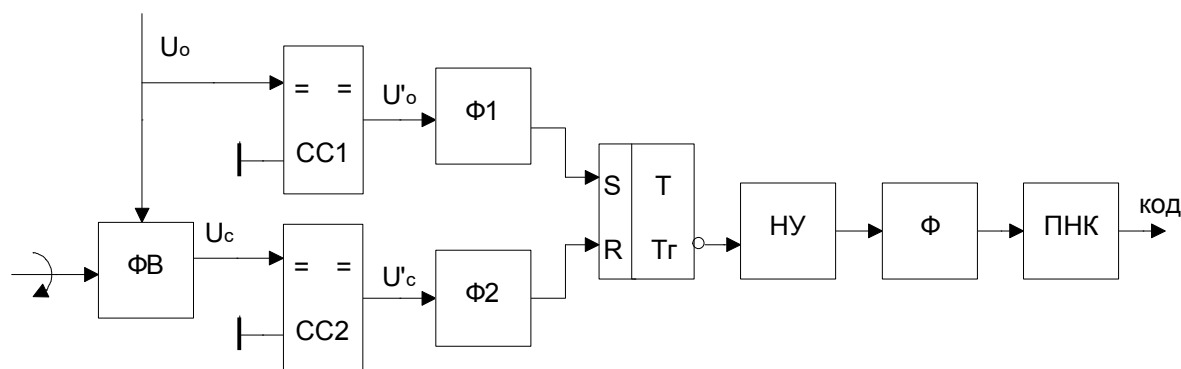 Uo
= =
CC1
U'o
Ф1
S T
R Tг
НУ
Ф
ПНК
код
ФВ
Uc
= =
CC2
U'c
Ф2